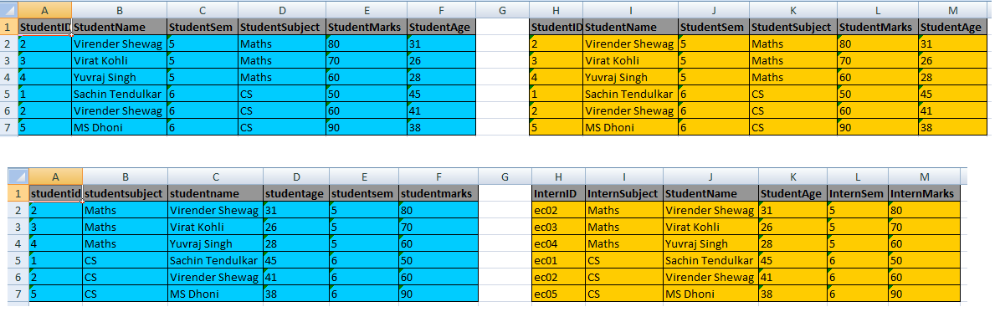 A B C D E F G H I J K L M
1 StudentID StudentName StudentSem StudentSubject StudentMarks StudentAge StudentID StudentName StudentSem StudentSubject StudentMarks StudentAge
2 2 Virender Shewag 5 Maths 80 31 2 Virender Shewag 5 Maths 80 31
3 3 Virat Kohli 5 Maths 70 26 3 Virat Kohli 5 Maths 70 26
4 4 Yuvraj Singh 5 Maths 60 28 4 Yuvraj Singh 5 Maths 60 28
5 1 Sachin Tendulkar 6 CS 50 45 1 Sachin Tendulkar 6 CS 50 45
6 2 Virender Shewag 6 CS 60 41 2 Virender Shewag 6 CS 60 41
7 5 MS Dhoni 6 CS 90 38 5 MS Dhoni 6 CS 90 38
A B C D E F G H I J K L M
1 studentid studentsubject studentname studentage studentsem studentmarks InternID InternSubject StudentName StudentAge InternSem InternMarks
2 2 Maths Virender Shewag 31 5 80 ec02 Maths Virender Shewag 31 5 80
3 3 Maths Virat Kohli 26 5 70 ec03 Maths Virat Kohli 26 5 70
4 4 Maths Yuvraj Singh 28 5 60 ec04 Maths Yuvraj Singh 28 5 60
5 1 CS Sachin Tendulkar 45 6 50 ec01 CS Sachin Tendulkar 45 6 50
6 2 CS Virender Shewag 41 6 60 ec02 CS Virender Shewag 41 6 60
7 5 CS MS Dhoni 38 6 90 ec05 CS MS Dhoni 38 6 90